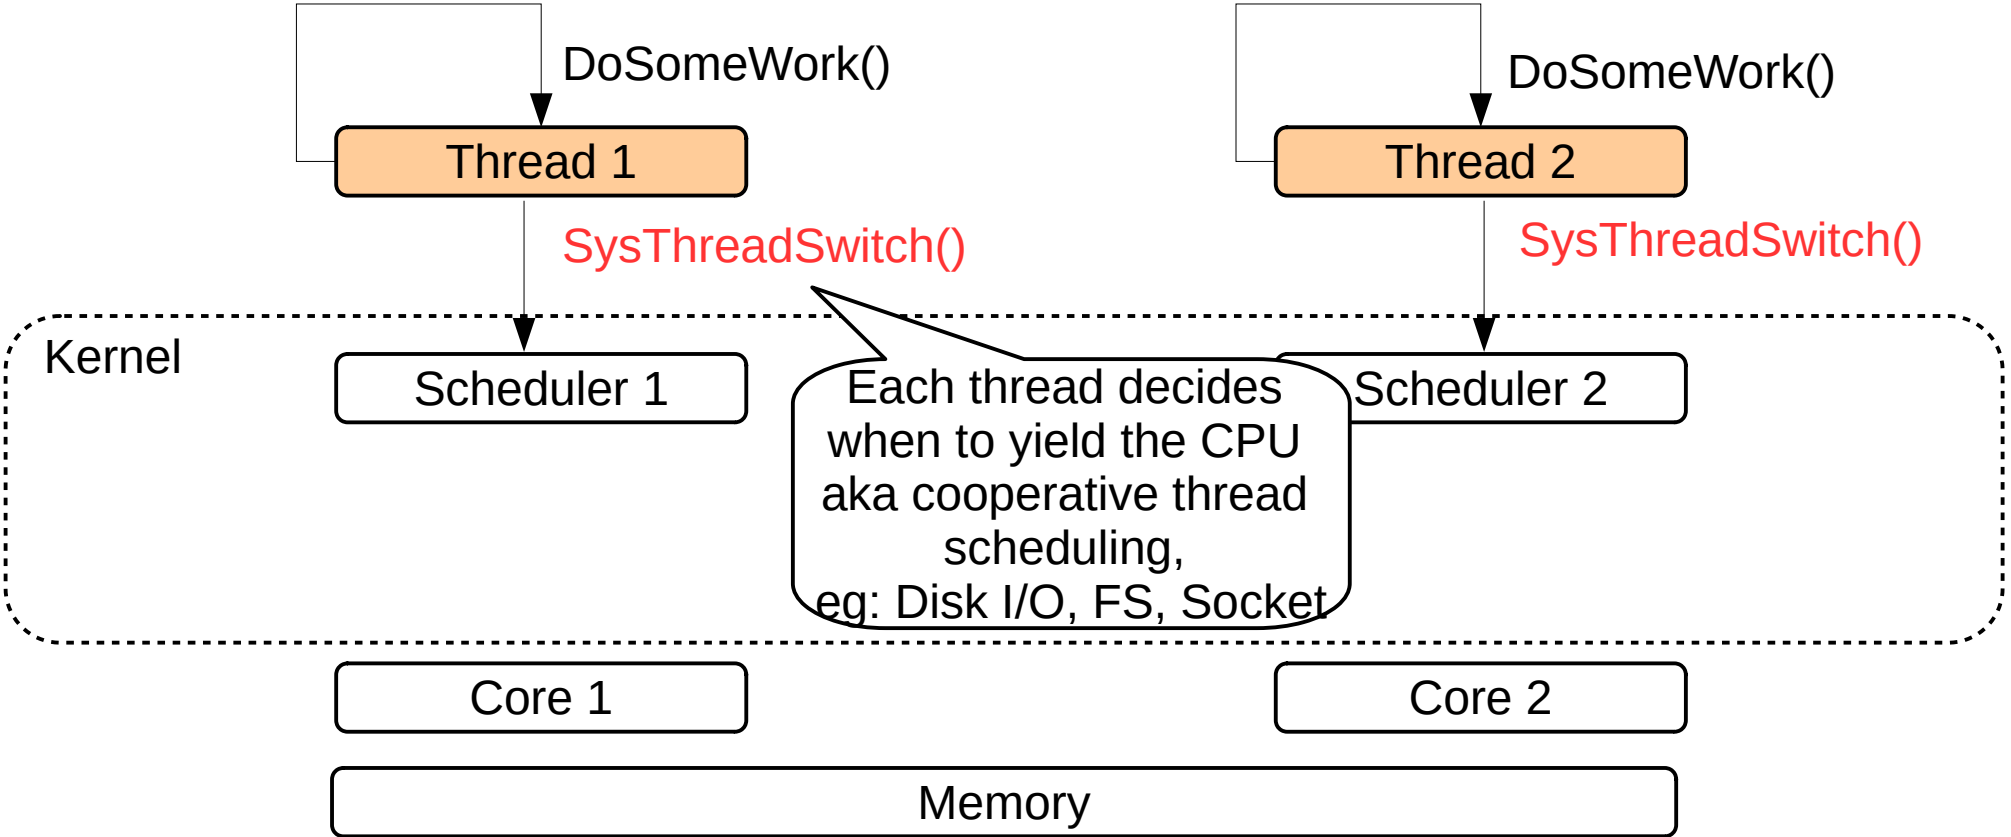 DoSomeWork()
DoSomeWork()
Thread 1
Thread 2
SysThreadSwitch()
SysThreadSwitch()
Kernel
Scheduler 1
Scheduler 2
Each thread decides
when to yield the CPU
aka cooperative thread
scheduling,
eg: Disk I/O, FS, Socket
Core 1
Core 2
Memory